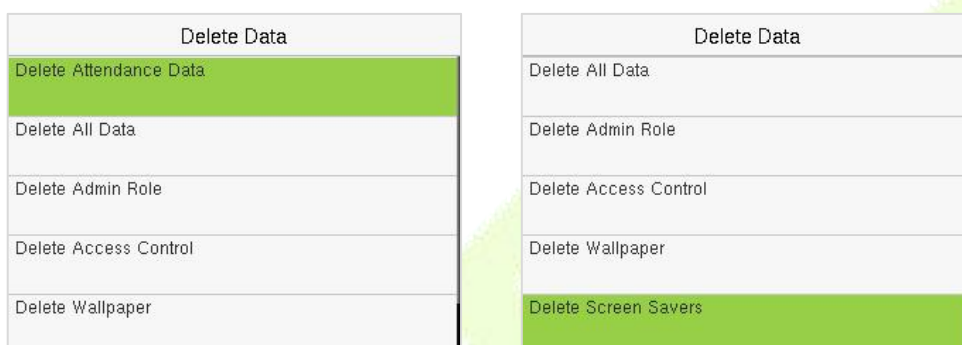 Delete Data
Delete Attendance Data
Delete All Data
Delete Admin Role
Delete Access Control
Delete Wallpaper
Delete Data
Delete All Data
Delete Admin Role
Delete Access Control
Delete Wallpaper
Delete Screen Savers